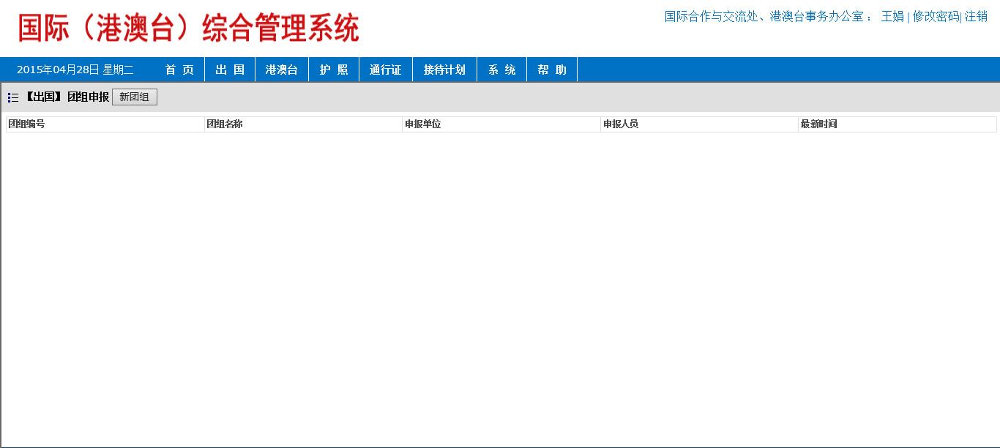 国际（港澳台）综合管理系统
国际合作与交流处、港澳台事务办公室 ： 王娟 | 修改密码| 注销
2015年04月28日 星期二 首 页 出 国 港澳台 护 照 通行证 接待计划 系 统 帮 助
【出国】 团组申报 新团组
团组编号 团组名称 申报单位 申报人员 最新时间